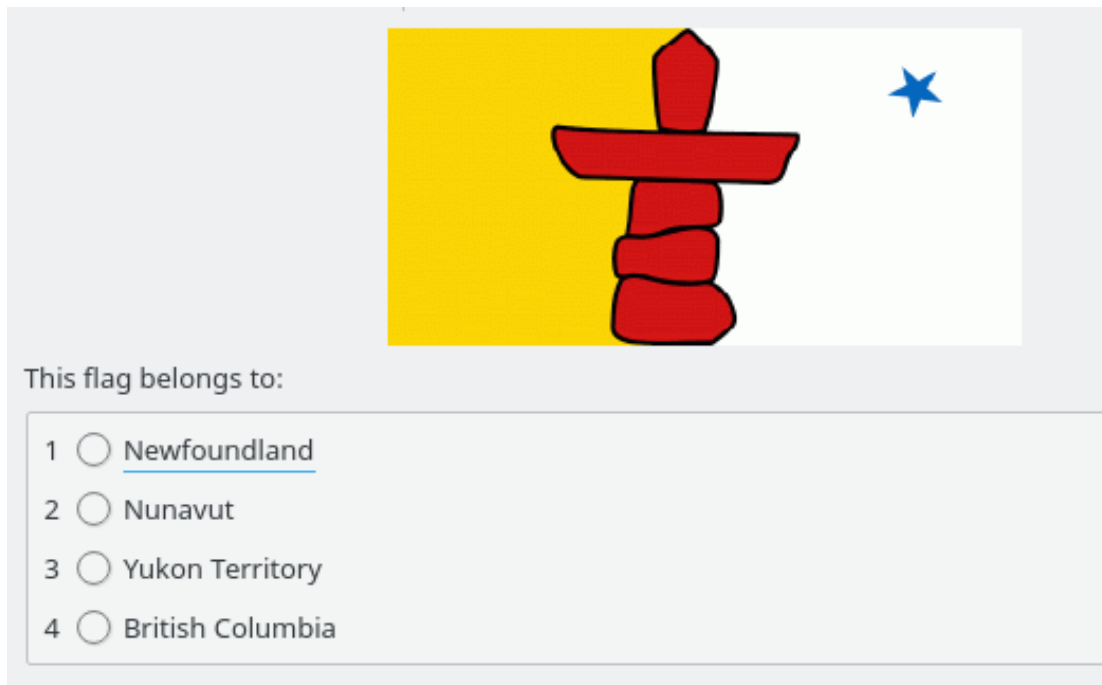 This flag belongs to:
1 Newfoundland
2 Nunavut
3 Yukon Territory
4 British Columbia